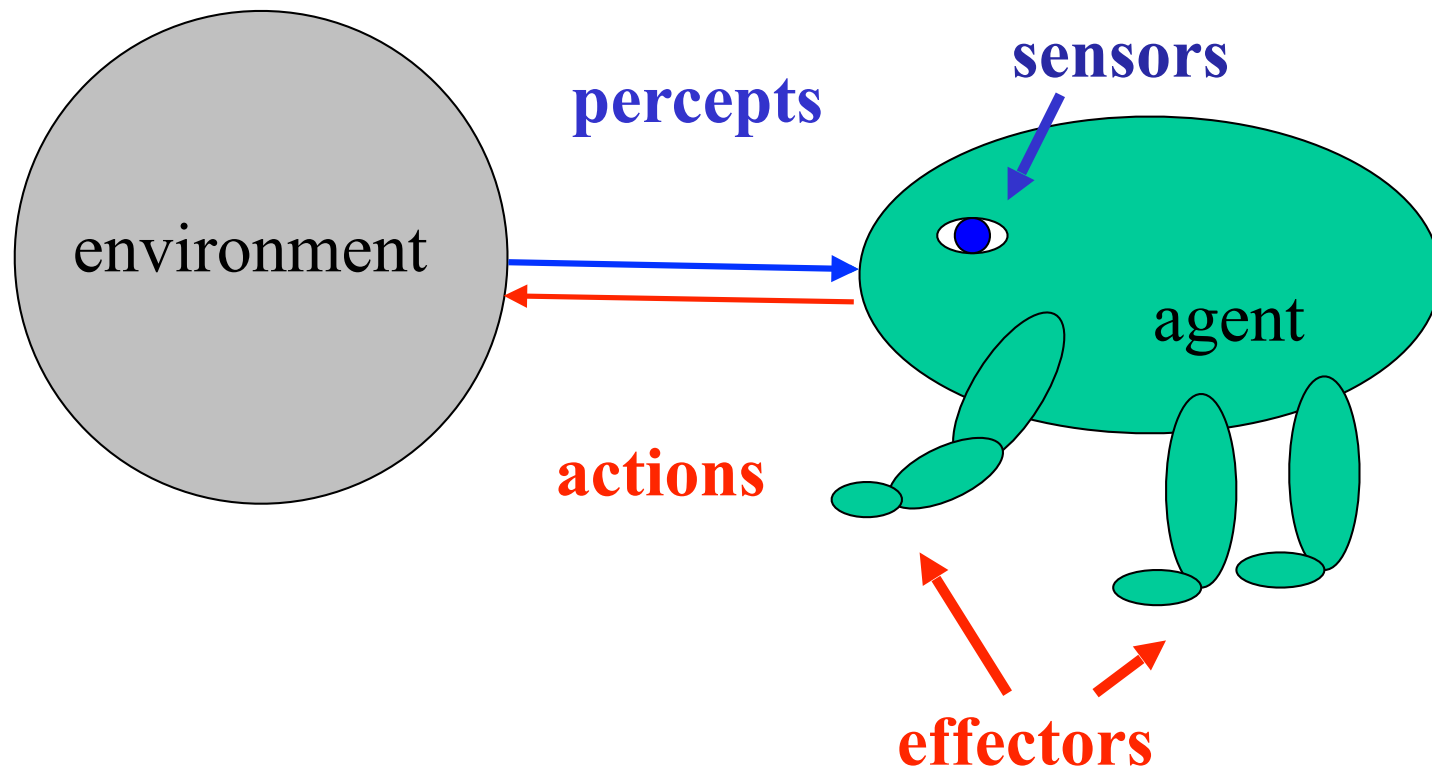 sensors
percepts
environment
agent
actions
effectors